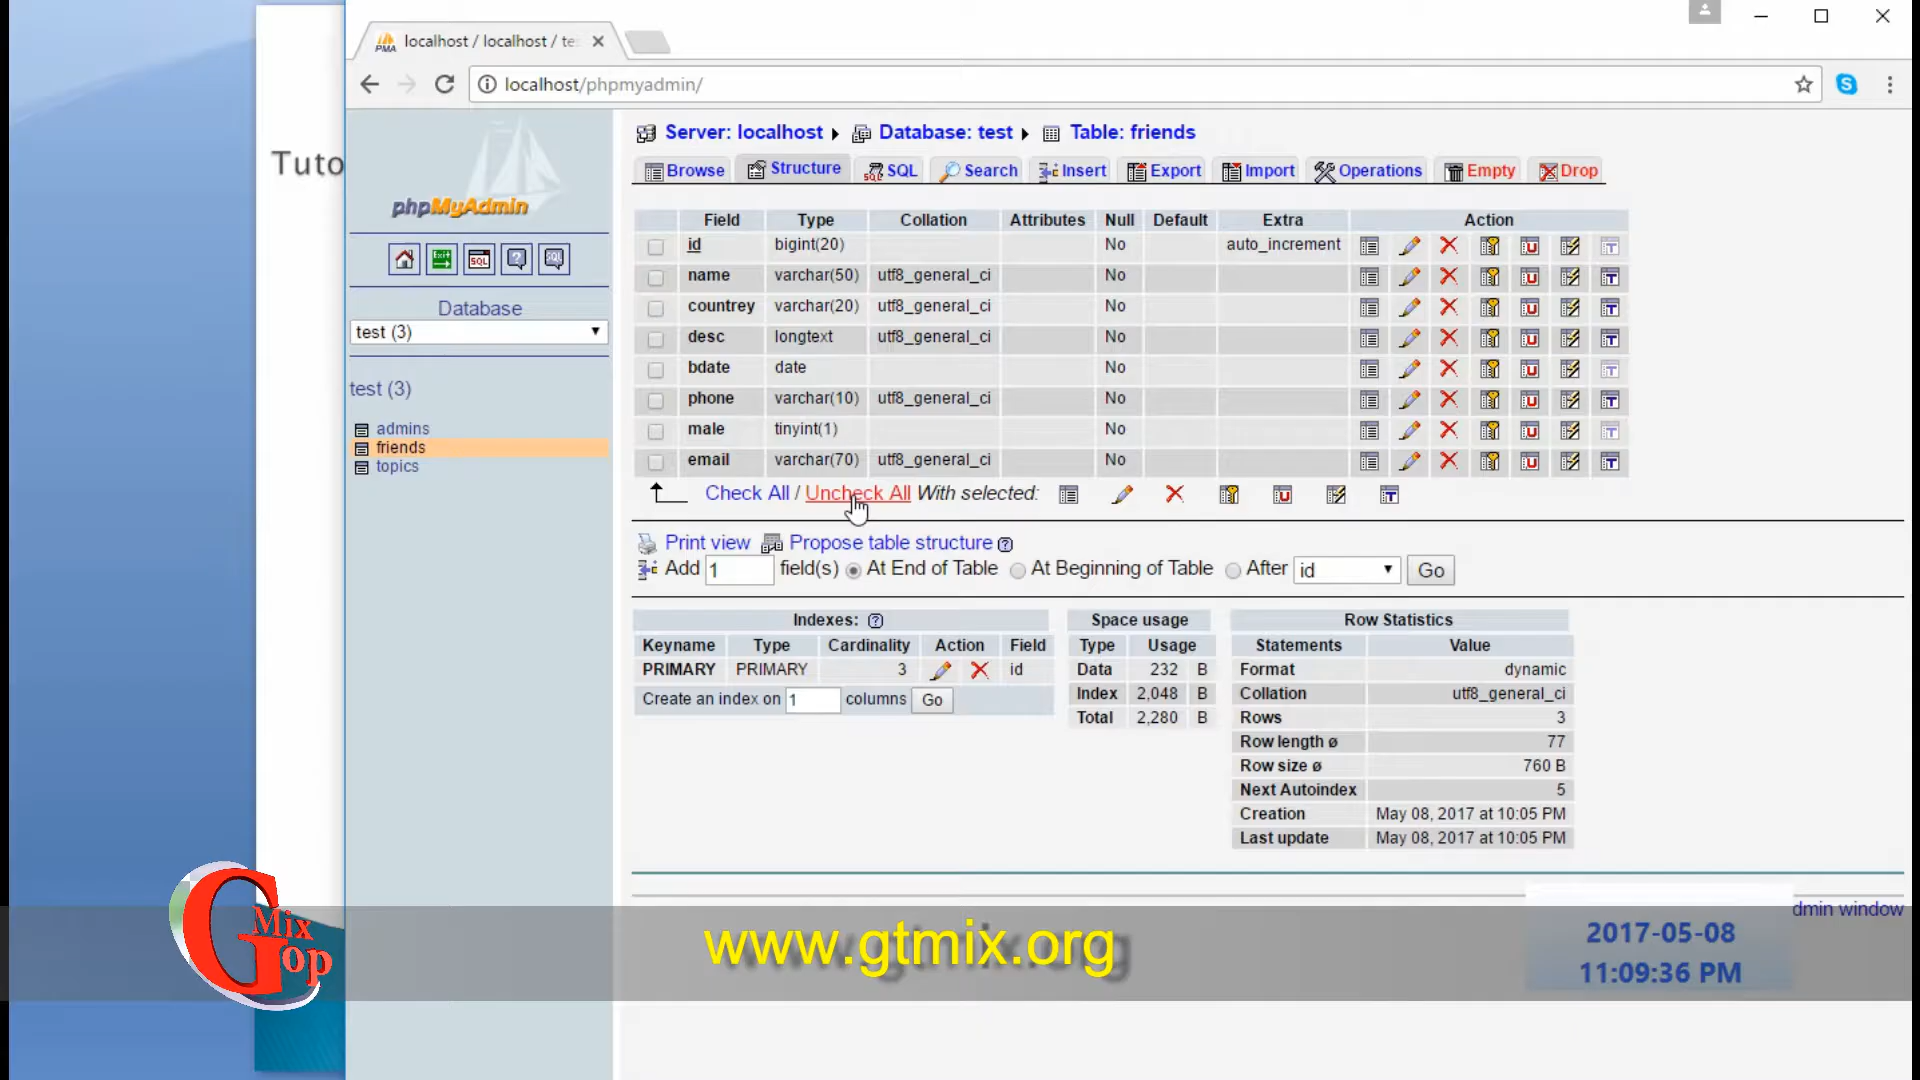 localhost / localhost / te
localhost/phpmyadmin/
Tuto
phpMyAdmin
Exit
SQL
?
SQL
Database
test (3)
test (3)
admins
friends
topics
Server: localhost Database: test Table: friends
Browse Structure SQL Search Insert Export Import Operations Empty Drop
Field Type Collation Attributes Null Default Extra Action
id bigint(20) No auto_increment
name varchar(50) utf8_general_ci No
countrey varchar(20) utf8_general_ci No
desc longtext utf8_general_ci No
bdate date No
phone varchar(10) utf8_general_ci No
male tinyint(1) No
email varchar(70) utf8_general_ci No
Check All / Uncheck All With selected:
Print view Propose table structure
Add 1 field(s) At End of Table At Beginning of Table After id Go
Indexes:
Keyname Type Cardinality Action Field
PRIMARY PRIMARY 3 id
Create an index on 1 columns Go
Space usage
Type Usage
Data 232 B
Index 2,048 B
Total 2,280 B
Row Statistics
Statements Value
Format dynamic
Collation utf8_general_ci
Rows 3
Row length ø 77
Row size ø 760 B
Next Autoindex 5
Creation May 08, 2017 at 10:05 PM
Last update May 08, 2017 at 10:05 PM
dmin window
G Mix Top
www.gtmix.org
2017-05-08
11:09:36 PM